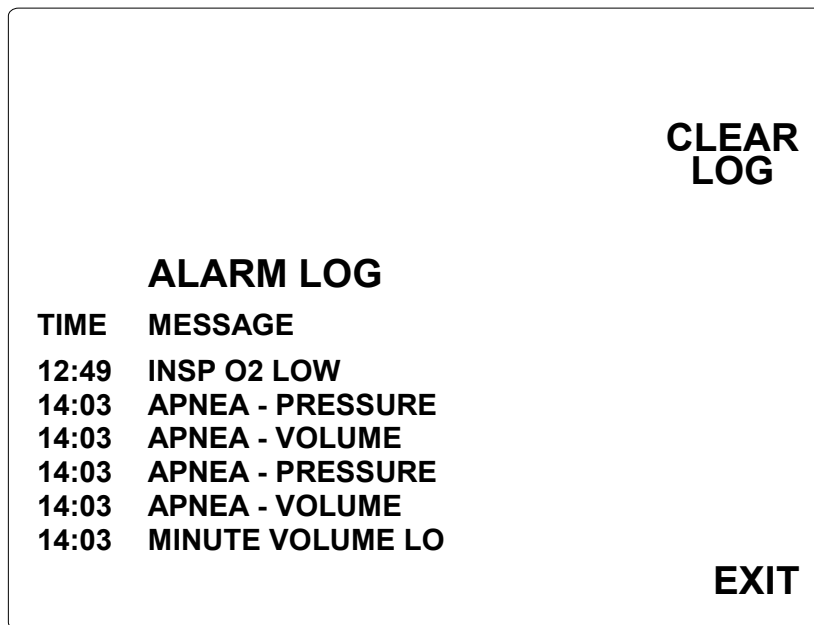 CLEAR
LOG
ALARM LOG
TIME MESSAGE
12:49 INSP O2 LOW
14:03 APNEA - PRESSURE
14:03 APNEA - VOLUME
14:03 APNEA - PRESSURE
14:03 APNEA - VOLUME
14:03 MINUTE VOLUME LO
EXIT